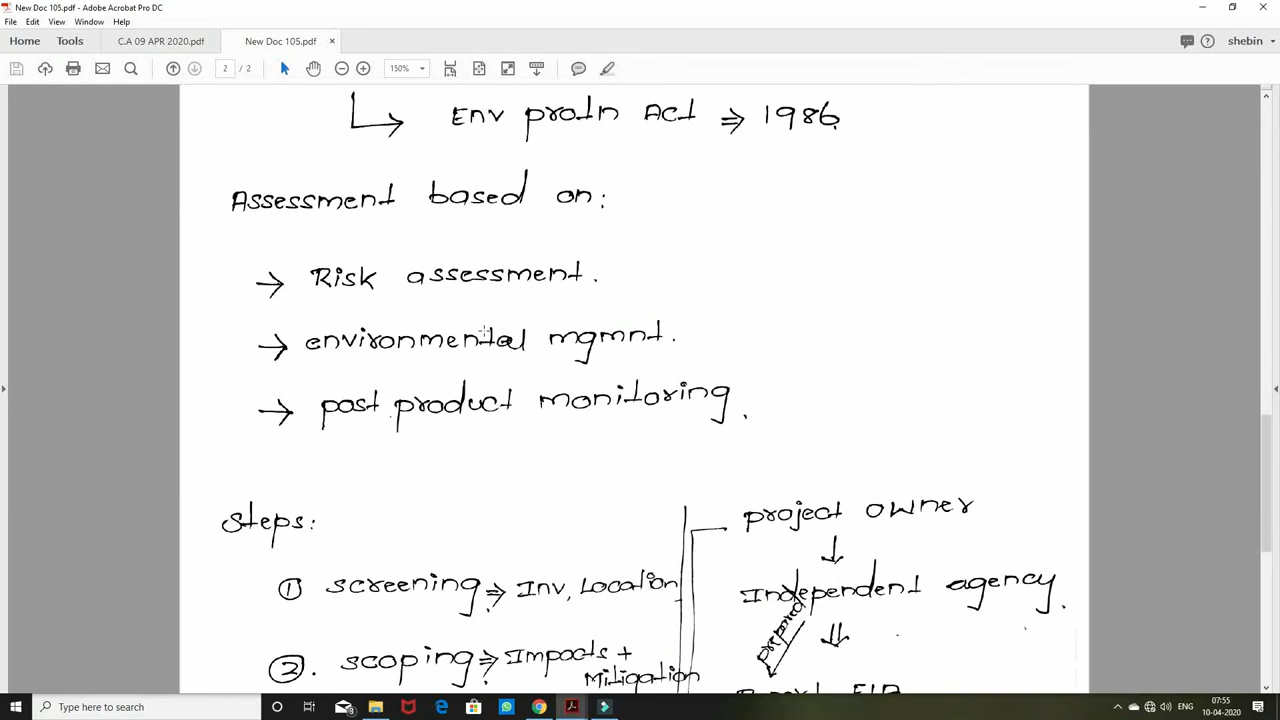 New Doc 105.pdf - Adobe Acrobat Pro DC
File Edit View Window Help
Home Tools C.A 09 APR 2020.pdf New Doc 105.pdf × shebin
2 / 2 150%
Env protn Act ⇒ 1986
Assessment based on:
→ Risk assessment.
→ environmental mgmnt.
→ post product monitoring.
Steps:
① screening ⇒ Inv, Location
②. scoping ⇒ Impacts +
Mitigation
project owner
↓
Independent agency.
prepared
⇓
Type here to search
ENG
07:55
10-04-2020